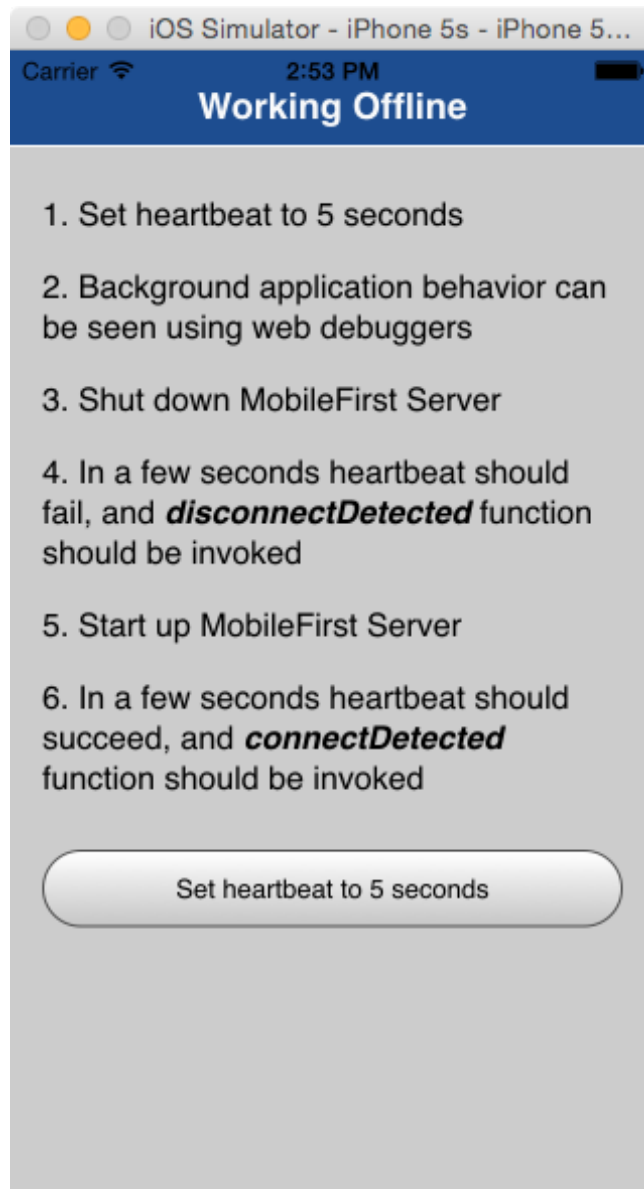 iOS Simulator - iPhone 5s - iPhone 5...
Carrier 2:53 PM
Working Offline
1. Set heartbeat to 5 seconds
2. Background application behavior can
be seen using web debuggers
3. Shut down MobileFirst Server
4. In a few seconds heartbeat should
fail, and disconnectDetected function
should be invoked
5. Start up MobileFirst Server
6. In a few seconds heartbeat should
succeed, and connectDetected
function should be invoked
Set heartbeat to 5 seconds